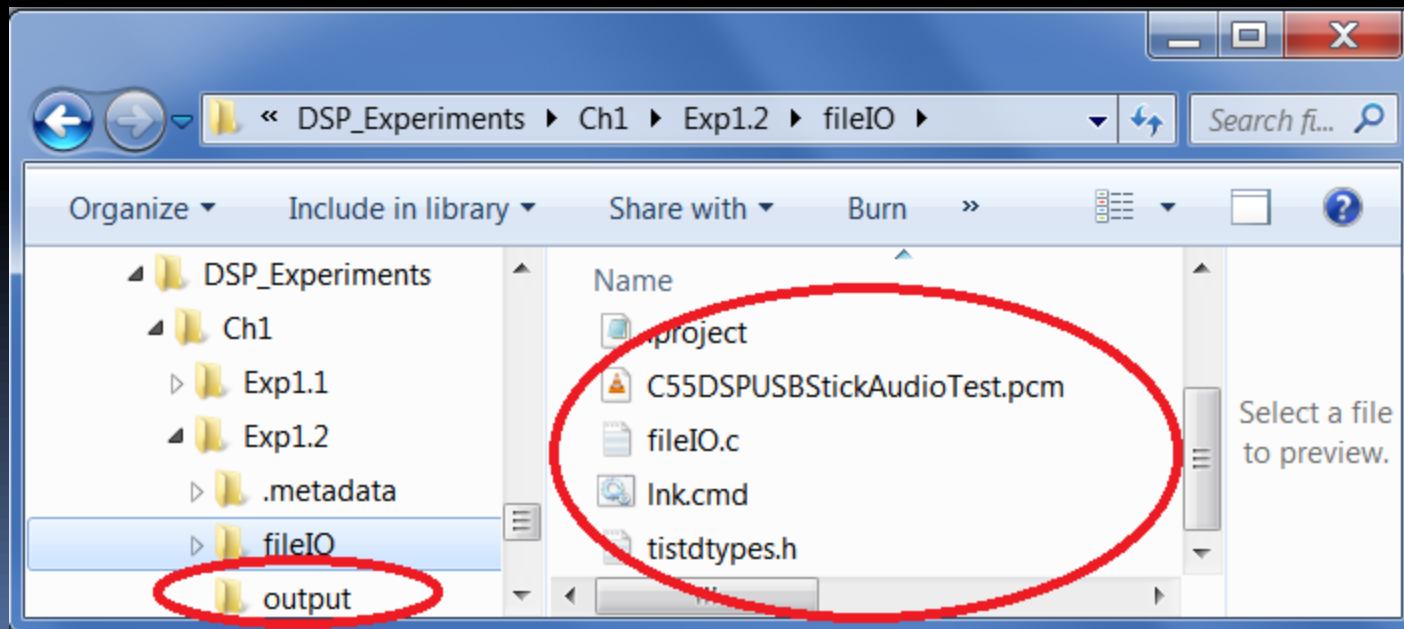 « DSP_Experiments ▸ Ch1 ▸ Exp1.2 ▸ fileIO ▸
Search fi...
Organize ▾ Include in library ▾ Share with ▾ Burn »
DSP_Experiments
Ch1
Exp1.1
Exp1.2
.metadata
fileIO
output
Name
.project
C55DSPUSBStickAudioTest.pcm
fileIO.c
lnk.cmd
tistdtypes.h
Select a file
to preview.